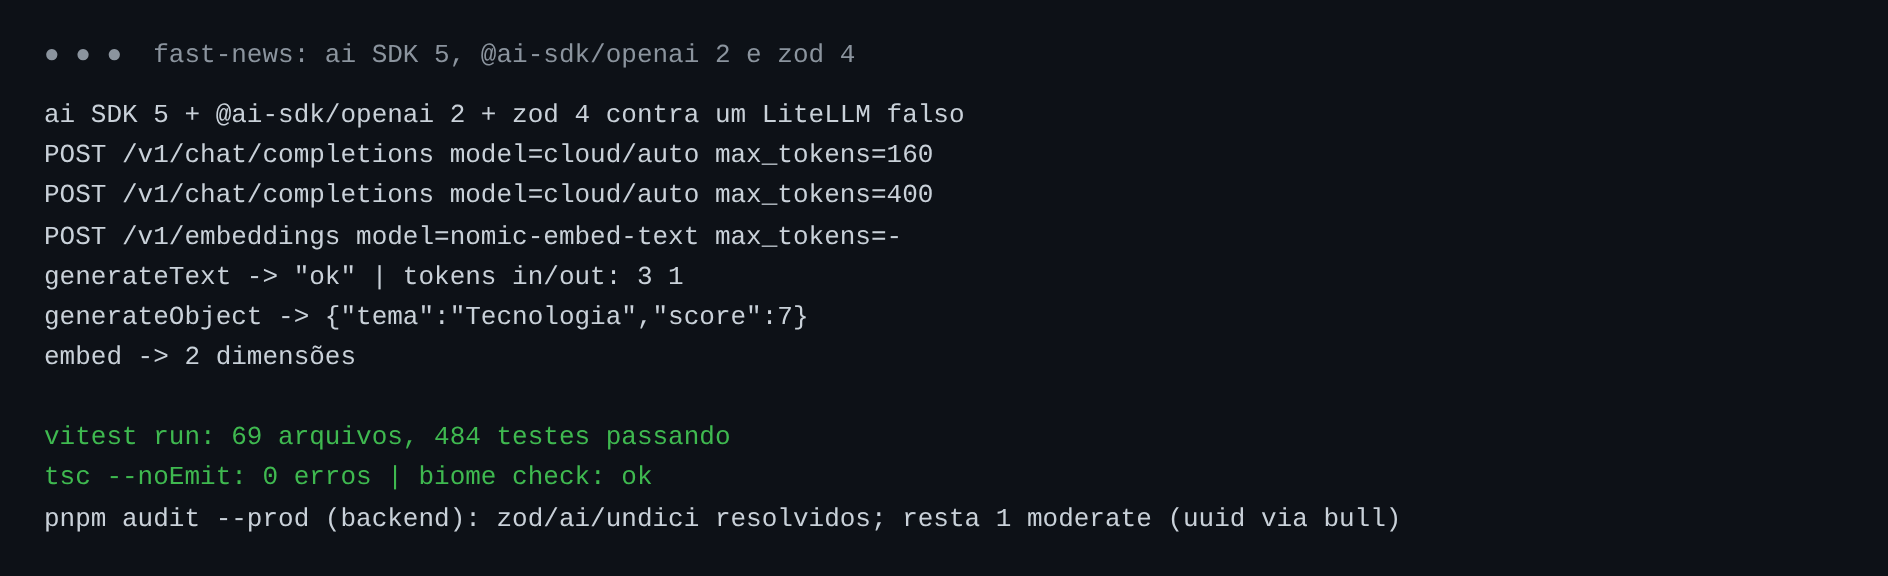 ● ● ● fast-news: ai SDK 5, @ai-sdk/openai 2 e zod 4
ai SDK 5 + @ai-sdk/openai 2 + zod 4 contra um LiteLLM falso
POST /v1/chat/completions model=cloud/auto max_tokens=160
POST /v1/chat/completions model=cloud/auto max_tokens=400
POST /v1/embeddings model=nomic-embed-text max_tokens=-
generateText -> "ok" | tokens in/out: 3 1
generateObject -> {"tema":"Tecnologia","score":7}
embed -> 2 dimensões
vitest run: 69 arquivos, 484 testes passando
tsc --noEmit: 0 erros | biome check: ok
pnpm audit --prod (backend): zod/ai/undici resolvidos; resta 1 moderate (uuid via bull)